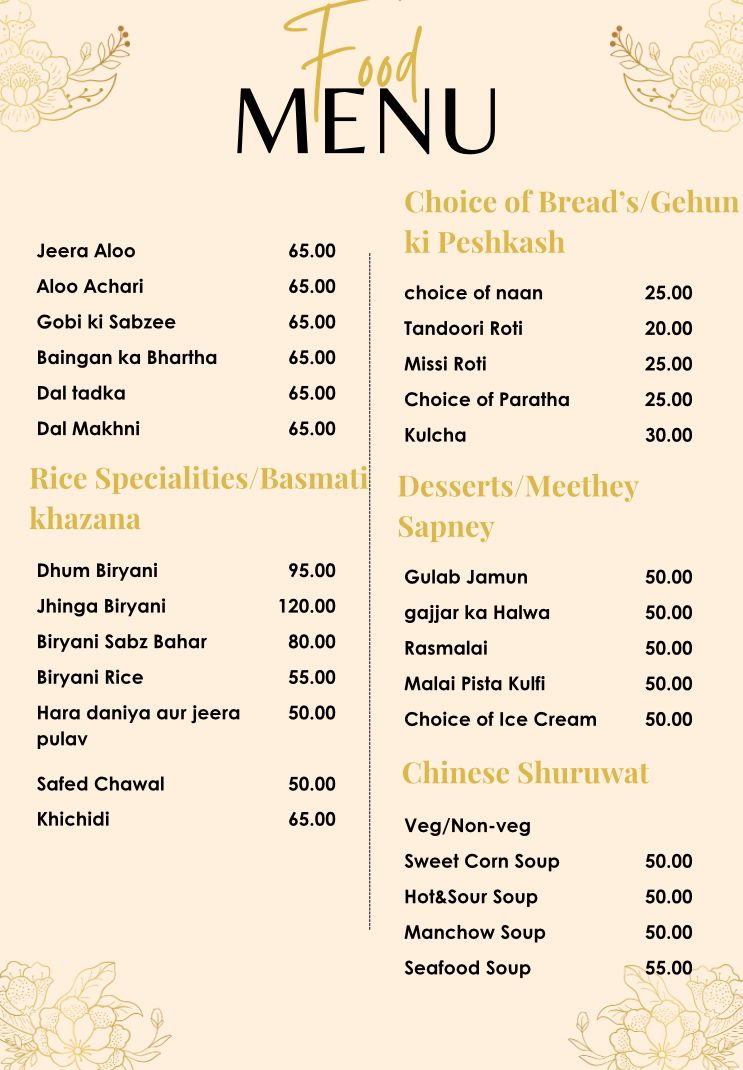 Food
MENU
Jeera Aloo 65.00
Aloo Achari 65.00
Gobi ki Sabzee 65.00
Baingan ka Bhartha 65.00
Dal tadka 65.00
Dal Makhni 65.00
Rice Specialities/Basmati
khazana
Dhum Biryani 95.00
Jhinga Biryani 120.00
Biryani Sabz Bahar 80.00
Biryani Rice 55.00
Hara daniya aur jeera 50.00
pulav
Safed Chawal 50.00
Khichidi 65.00
Choice of Bread's/Gehun
ki Peshkash
choice of naan 25.00
Tandoori Roti 20.00
Missi Roti 25.00
Choice of Paratha 25.00
Kulcha 30.00
Desserts/Meethey
Sapney
Gulab Jamun 50.00
gajjar ka Halwa 50.00
Rasmalai 50.00
Malai Pista Kulfi 50.00
Choice of Ice Cream 50.00
Chinese Shuruwat
Veg/Non-veg
Sweet Corn Soup 50.00
Hot&Sour Soup 50.00
Manchow Soup 50.00
Seafood Soup 55.00